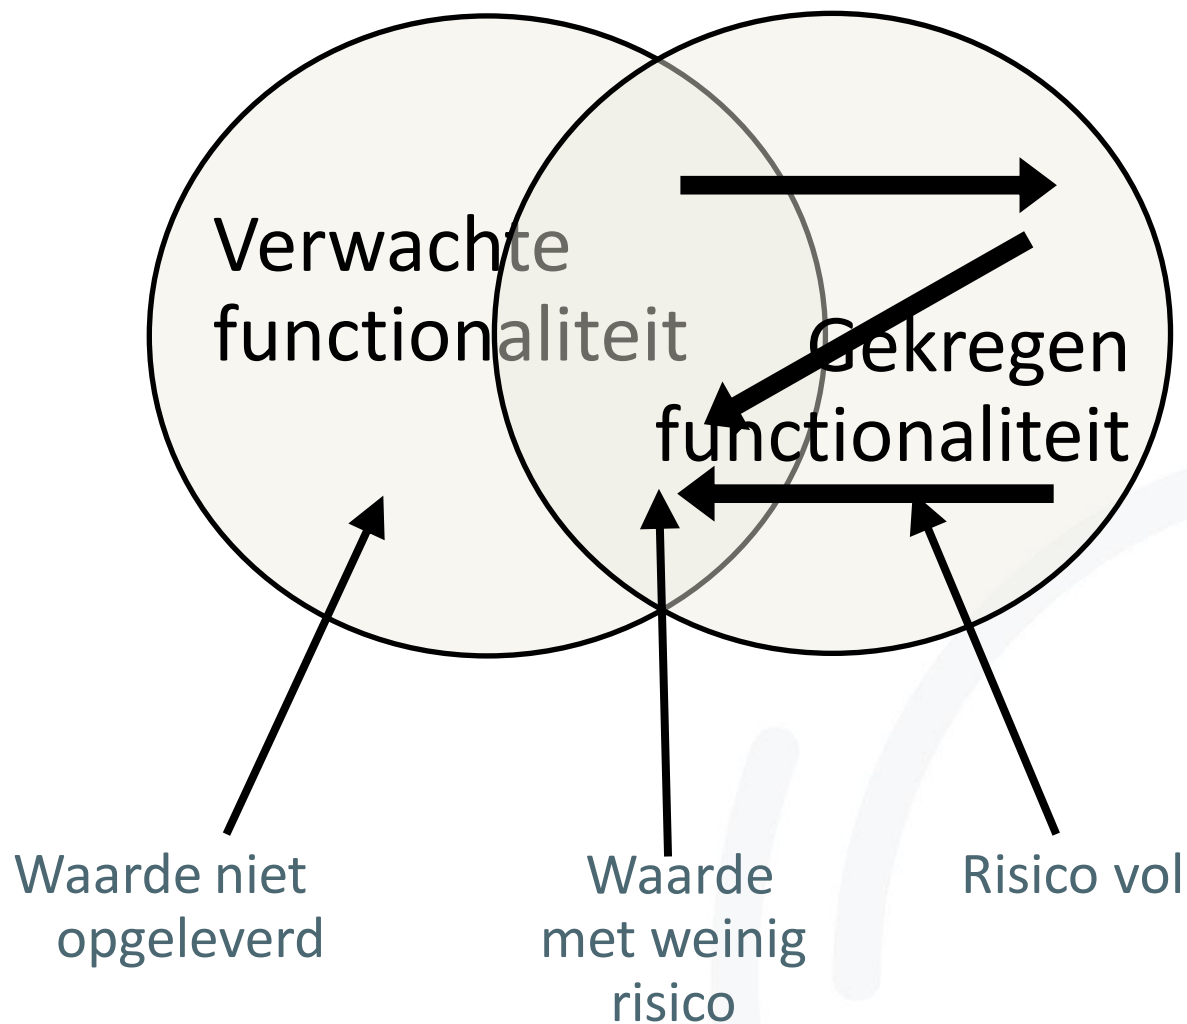 Verwachte
functionaliteit
Gekregen
functionaliteit
Waarde niet
opgeleverd
Waarde
met weinig
risico
Risico vol